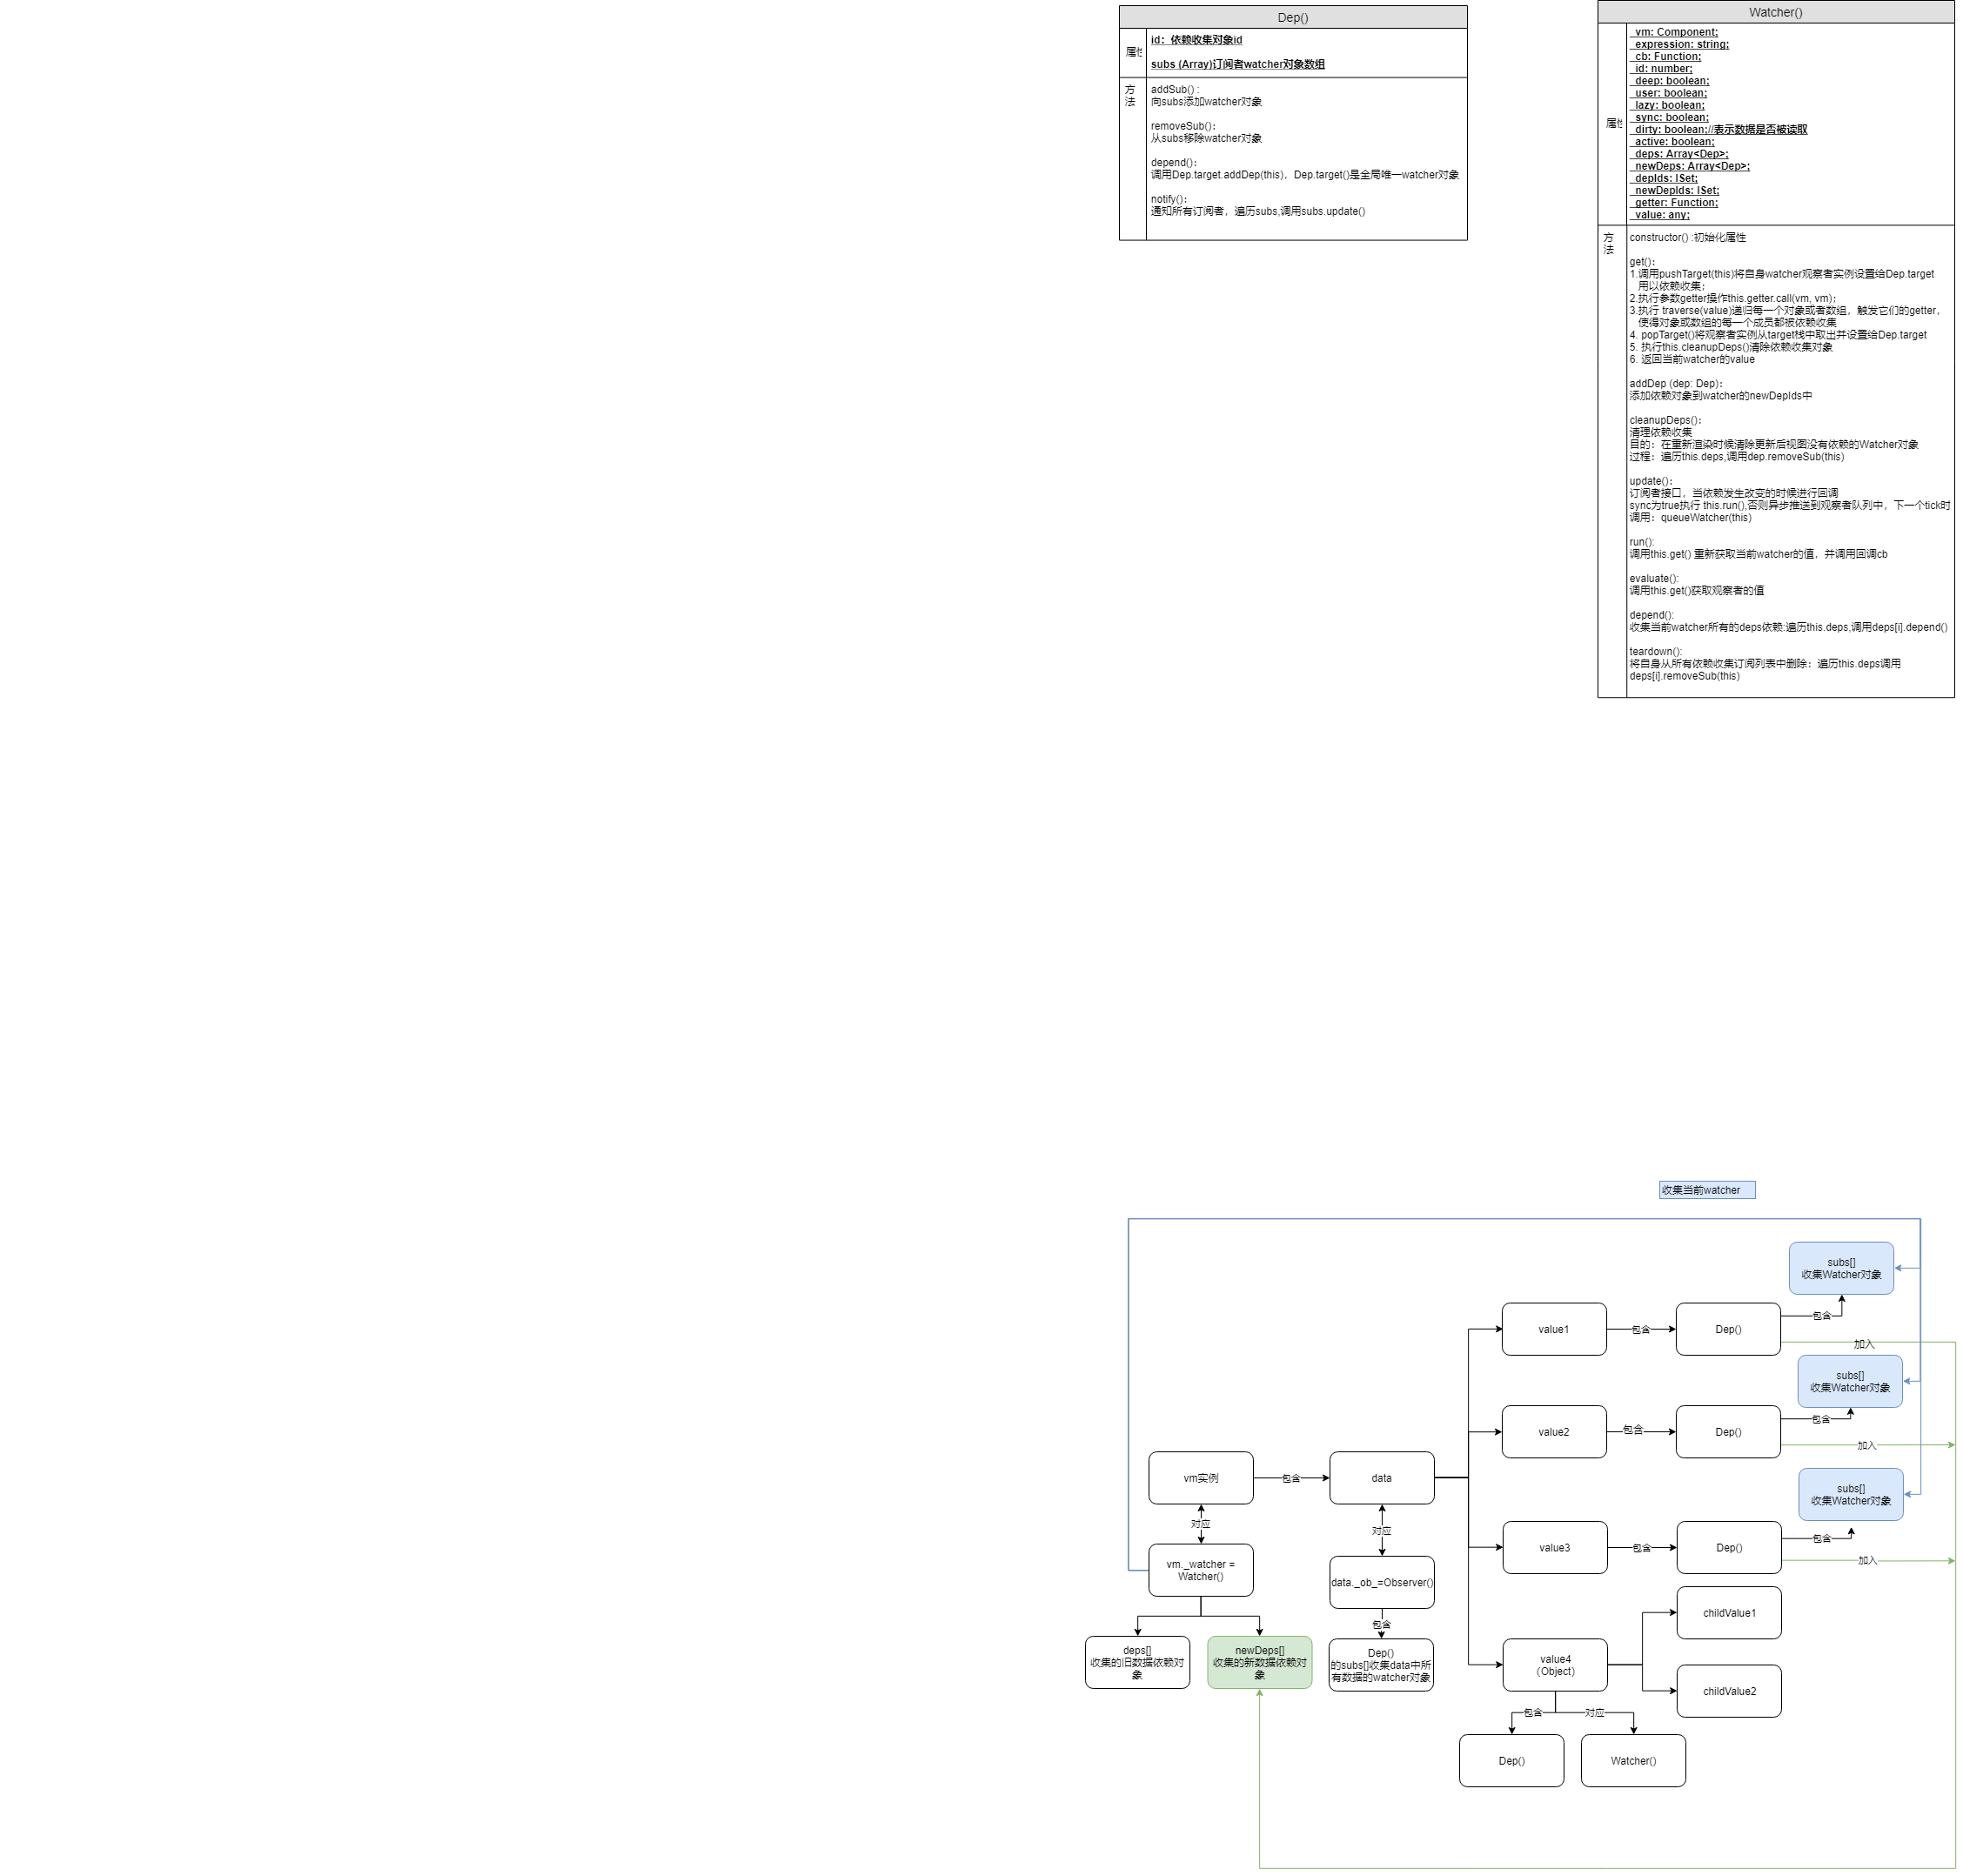 Dep()
属性
id：依赖收集对象id
subs (Array)订阅者watcher对象数组
方
法
addSub() :
向subs添加watcher对象
removeSub()：
从subs移除watcher对象
depend()：
调用Dep.target.addDep(this)，Dep.target()是全局唯一watcher对象
notify()：
通知所有订阅者，遍历subs,调用subs.update()
Watcher()
属性
vm: Component;
expression: string;
cb: Function;
id: number;
deep: boolean;
user: boolean;
lazy: boolean;
sync: boolean;
dirty: boolean;//表示数据是否被读取
active: boolean;
deps: Array<Dep>;
newDeps: Array<Dep>;
depIds: ISet;
newDepIds: ISet;
getter: Function;
value: any;
方
法
constructor() :初始化属性
get()：
1.调用pushTarget(this)将自身watcher观察者实例设置给Dep.target
用以依赖收集；
2.执行参数getter操作this.getter.call(vm, vm)；
3.执行 traverse(value)递归每一个对象或者数组，触发它们的getter，
使得对象或数组的每一个成员都被依赖收集
4. popTarget()将观察者实例从target栈中取出并设置给Dep.target
5. 执行this.cleanupDeps()清除依赖收集对象
6. 返回当前watcher的value
addDep (dep: Dep)：
添加依赖对象到watcher的newDepIds中
cleanupDeps()：
清理依赖收集
目的：在重新渲染时候清除更新后视图没有依赖的Watcher对象
过程：遍历this.deps,调用dep.removeSub(this)
update()：
订阅者接口，当依赖发生改变的时候进行回调
sync为true执行 this.run(),否则异步推送到观察者队列中，下一个tick时
调用：queueWatcher(this)
run():
调用this.get() 重新获取当前watcher的值，并调用回调cb
evaluate():
调用this.get()获取观察者的值
depend():
收集当前watcher所有的deps依赖:遍历this.deps,调用deps[i].depend()
teardown():
将自身从所有依赖收集订阅列表中删除：遍历this.deps调用
deps[i].removeSub(this)
收集当前watcher
subs[]
收集Watcher对象
value1
包含
Dep()
包含
加入
subs[]
收集Watcher对象
value2
包含
Dep()
包含
加入
vm实例
包含
data
subs[]
收集Watcher对象
对应
对应
value3
包含
Dep()
包含
加入
vm._watcher =
Watcher()
data._ob_=Observer()
包含
childValue1
deps[]
收集的旧数据依赖对
象
newDeps[]
收集的新数据依赖对
象
Dep()
的subs[]收集data中所
有数据的watcher对象
value4
（Object）
childValue2
包含
对应
Dep()
Watcher()